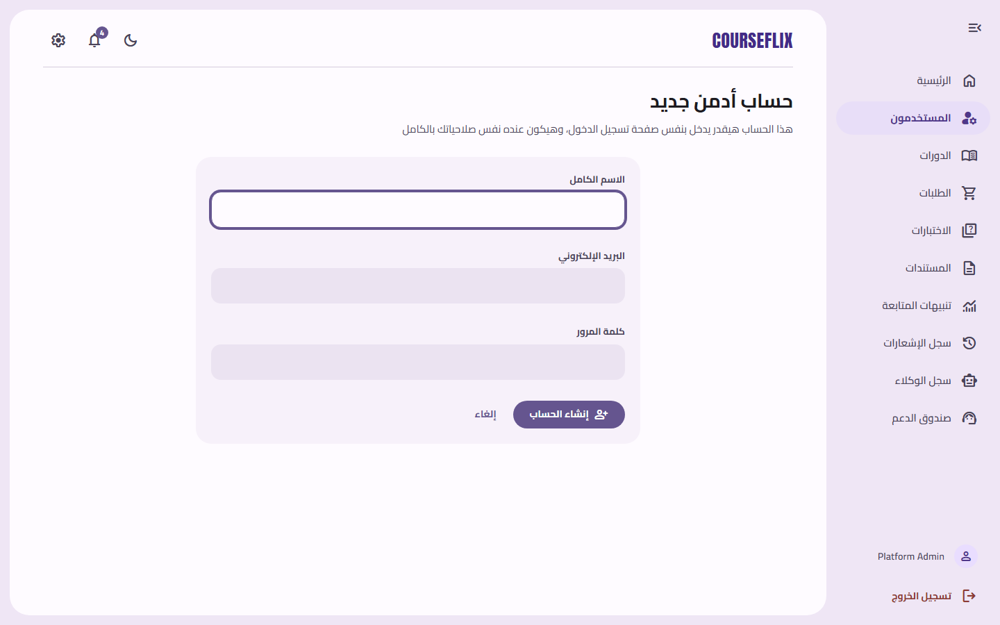 COURSEFLIX
4
حساب أدمن جديد
هذا الحساب هيقدر يدخل بنفس صفحة تسجيل الدخول، وهيكون عنده نفس صلاحياتك بالكامل
الاسم الكامل
البريد الإلكتروني
كلمة المرور
إنشاء الحساب
إلغاء
الرئيسية
المستخدمون
الدورات
الطلبات
الاختبارات
المستندات
تنبيهات المتابعة
سجل الإشعارات
سجل الوكلاء
صندوق الدعم
Platform Admin
تسجيل الخروج